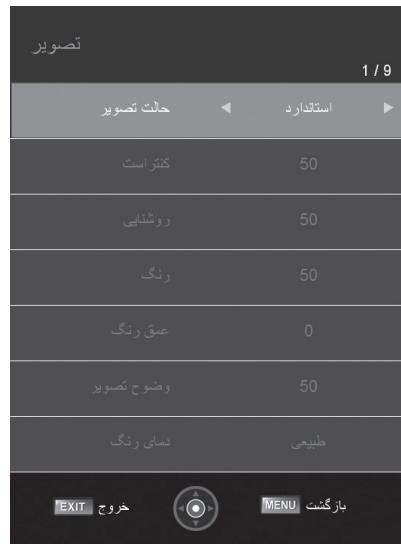 تصویر
1 / 9
حالت تصویر ◀ استاندارد ▶
کنتراست 50
روشنایی 50
رنگ 50
عمق رنگ 0
وضوح تصویر 50
دمای رنگ طبیعی
خروج EXIT بازگشت MENU